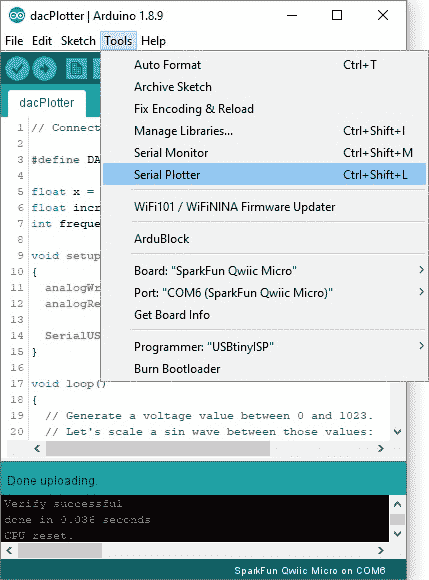 dacPlotter | Arduino 1.8.9
File Edit Sketch Tools Help
Auto Format Ctrl+T
Archive Sketch
Fix Encoding & Reload
Manage Libraries... Ctrl+Shift+I
Serial Monitor Ctrl+Shift+M
Serial Plotter Ctrl+Shift+L
WiFi101 / WiFiNINA Firmware Updater
ArduBlock
Board: "SparkFun Qwiic Micro"
Port: "COM6 (SparkFun Qwiic Micro)"
Get Board Info
Programmer: "USBtinyISP"
Burn Bootloader
dacPlotter
1 // Connect
2
3 #define DA
4
5 float x =
6 float incr
7 int freque
8
9 void setup
10 {
11 analogWr
12 analogRe
13
14 SerialUS
15 }
16
17 void loop()
18 {
19 // Generate a voltage value between 0 and 1023.
20 // Let's scale a sin wave between those values:
Done uploading.
Verify successful
done in 0.036 seconds
CPU reset.
SparkFun Qwiic Micro on COM6